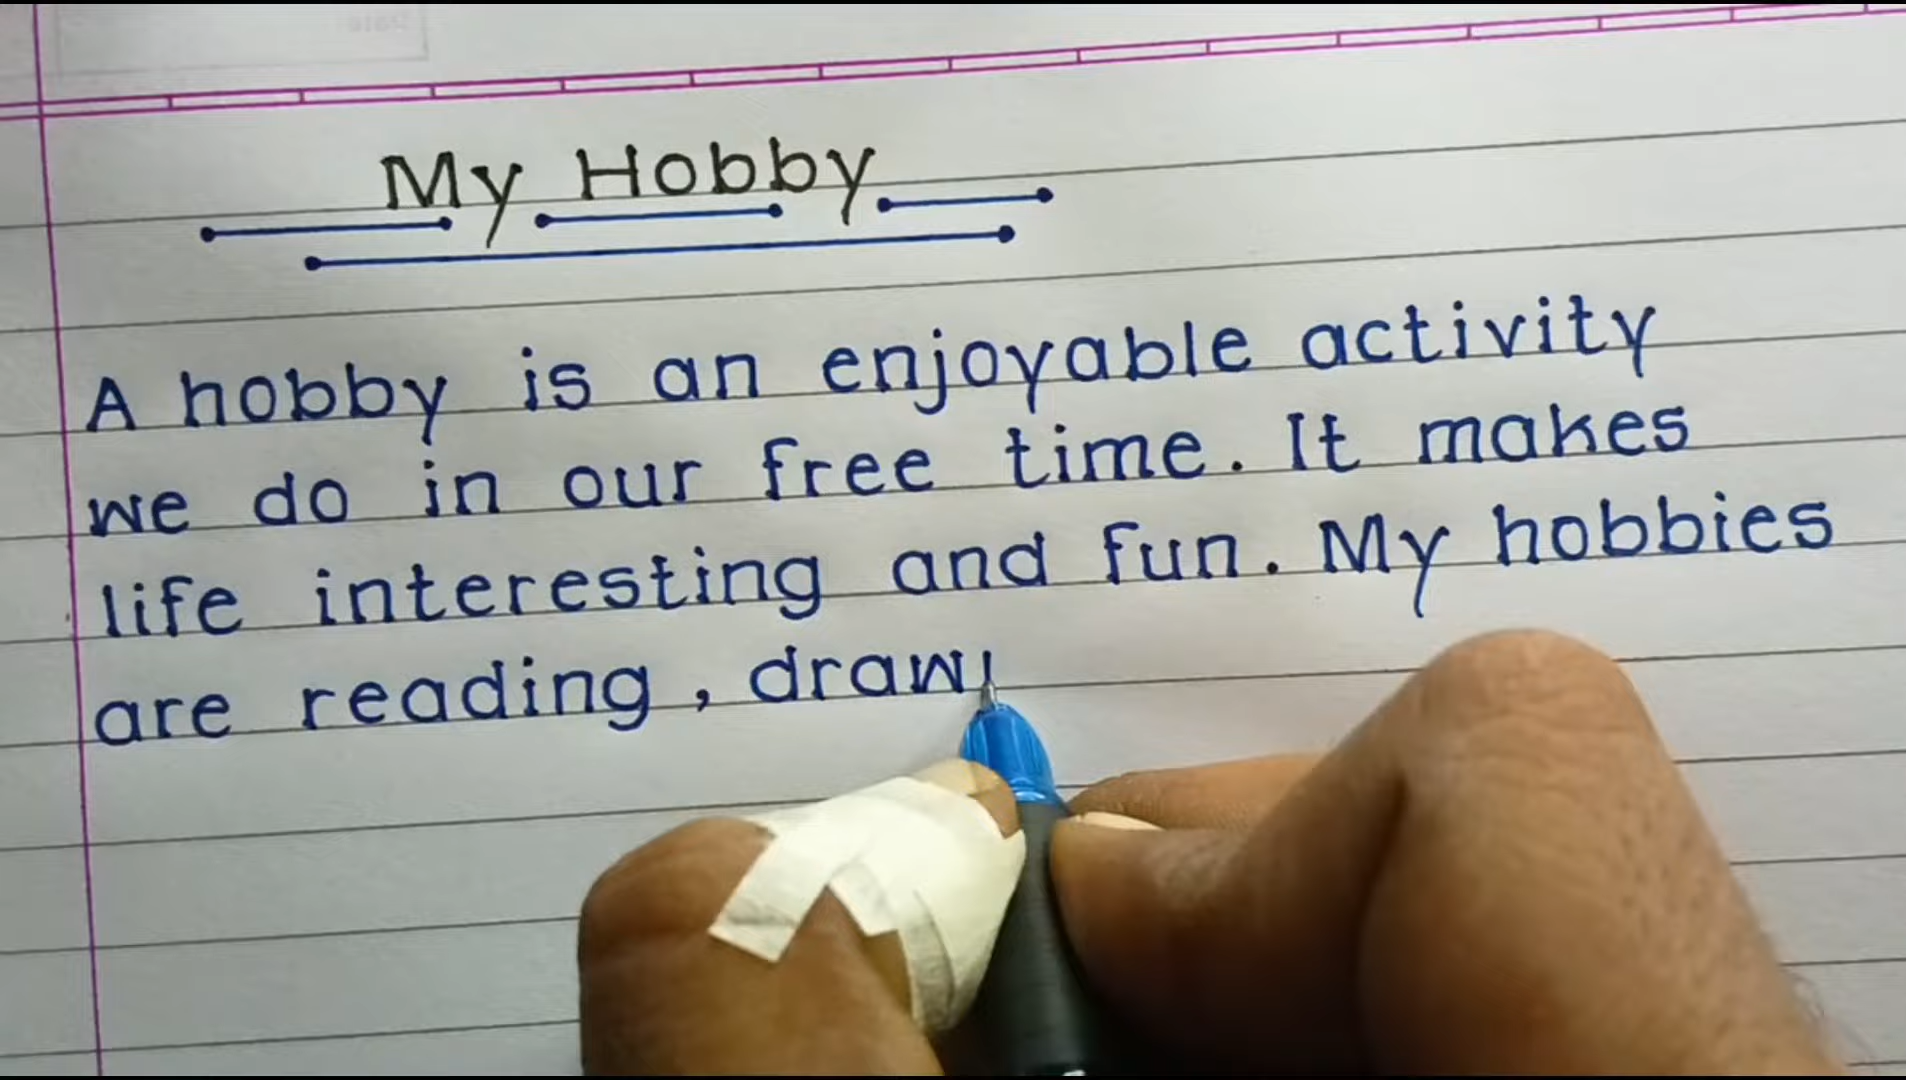 My Hobby
A hobby is an enjoyable activity
we do in our free time. It makes
life interesting and fun. My hobbies
are reading, draw